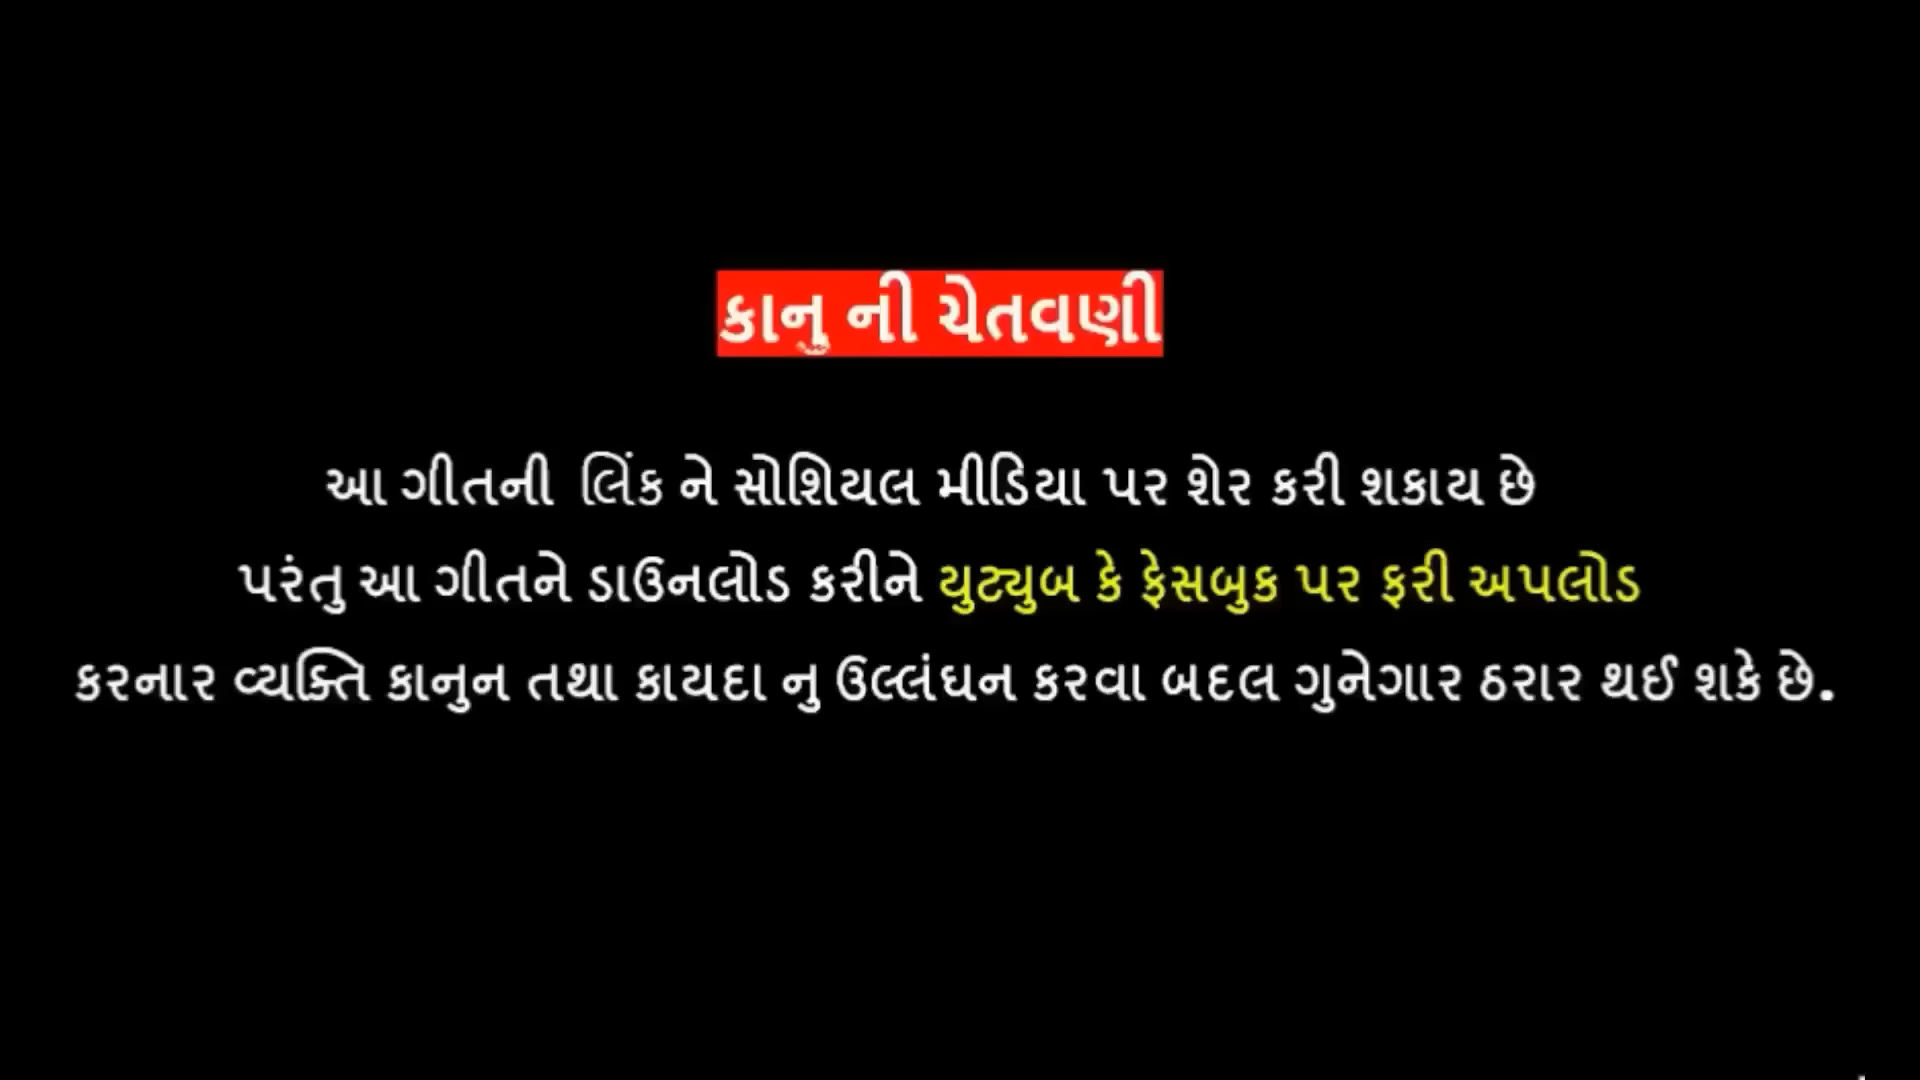 કાનુ ની ચેતવણી
આ ગીતની લિંક ને સોશિયલ મીડિયા પર શેર કરી શકાય છે
પરંતુ આ ગીતને ડાઉનલોડ કરીને યુટ્યુબ કે ફેસબુક પર ફરી અપલોડ
કરનાર વ્યક્તિ કાનુન તથા કાયદા નુ ઉલ્લંઘન કરવા બદલ ગુનેગાર ઠરાર થઈ શકે છે.